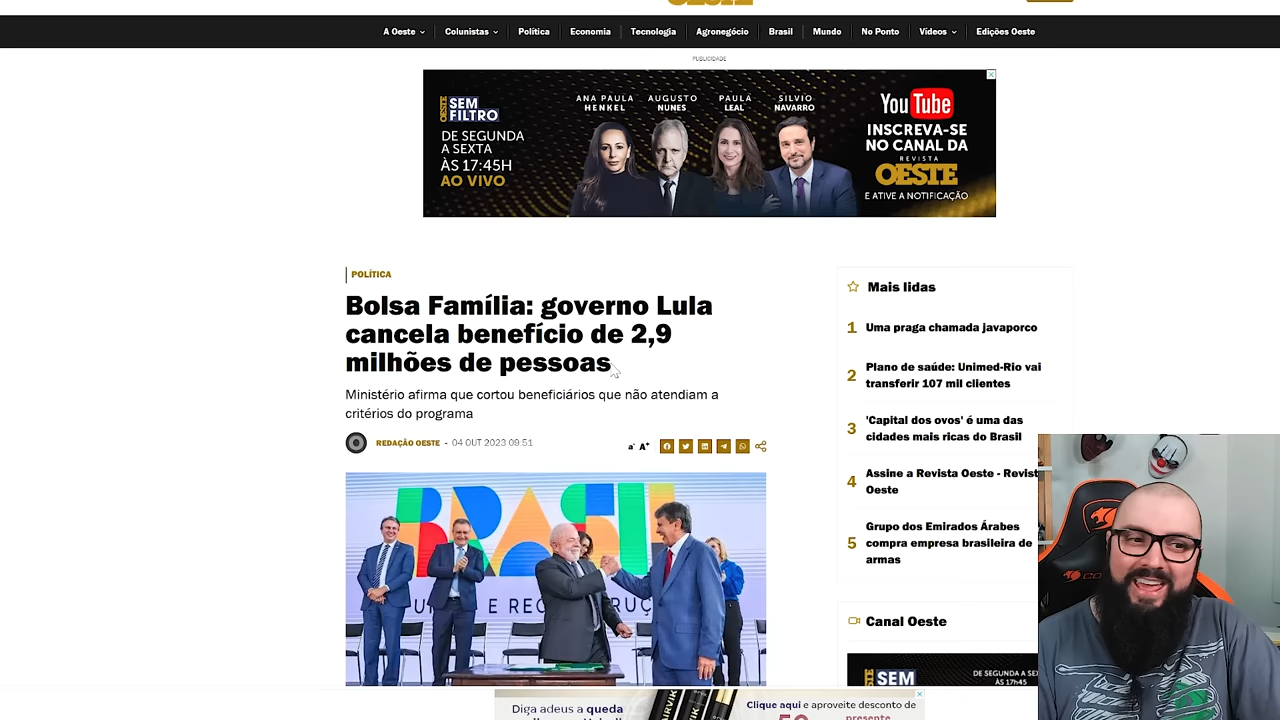 OESTE
A Oeste
Colunistas
Política
Economia
Tecnologia
Agronegócio
Brasil
Mundo
No Ponto
Vídeos
Edições Oeste
PUBLICIDADE
OESTE
SEM
FILTRO
DE SEGUNDA
A SEXTA
ÀS 17:45H
AO VIVO
ANA PAULA
HENKEL
AUGUSTO
NUNES
PAULA
LEAL
SILVIO
NAVARRO
YouTube
INSCREVA-SE
NO CANAL DA
REVISTA
OESTE
E ATIVE A NOTIFICAÇÃO
POLÍTICA
Bolsa Família: governo Lula
cancela benefício de 2,9
milhões de pessoas
Ministério afirma que cortou beneficiários que não atendiam a
critérios do programa
REDAÇÃO OESTE - 04 OUT 2023 09:51
a- A+
BRASIL
Mais lidas
1 Uma praga chamada javaporco
2 Plano de saúde: Unimed-Rio vai
transferir 107 mil clientes
3 'Capital dos ovos' é uma das
cidades mais ricas do Brasil
4 Assine a Revista Oeste - Revist
Oeste
5 Grupo dos Emirados Árabes
compra empresa brasileira de
armas
Canal Oeste
OESTE
SEM
DE SEGUNDA A SEX
ÀS 17h45
Diga adeus a queda
Clique aqui e aproveite desconto de
presente